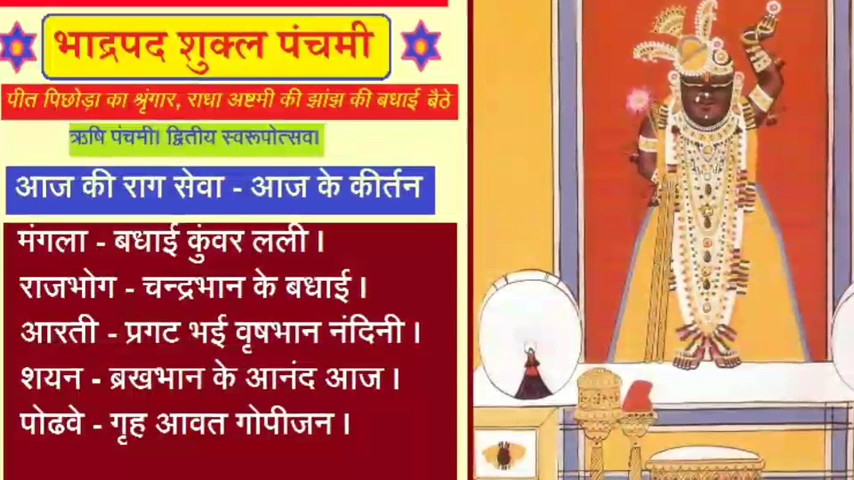 भाद्रपद शुक्ल पंचमी
पीत पिछोड़ा का श्रृंगार, राधा अष्टमी की झांझ की बधाई बैठे
ऋषि पंचमी। द्वितीय स्वरूपोत्सव।
आज की राग सेवा - आज के कीर्तन
मंगला - बधाई कुंवर लली ।
राजभोग - चन्द्रभान के बधाई ।
आरती - प्रगट भई वृषभान नंदिनी ।
शयन - ब्रखभान के आनंद आज ।
पोढवे - गृह आवत गोपीजन ।